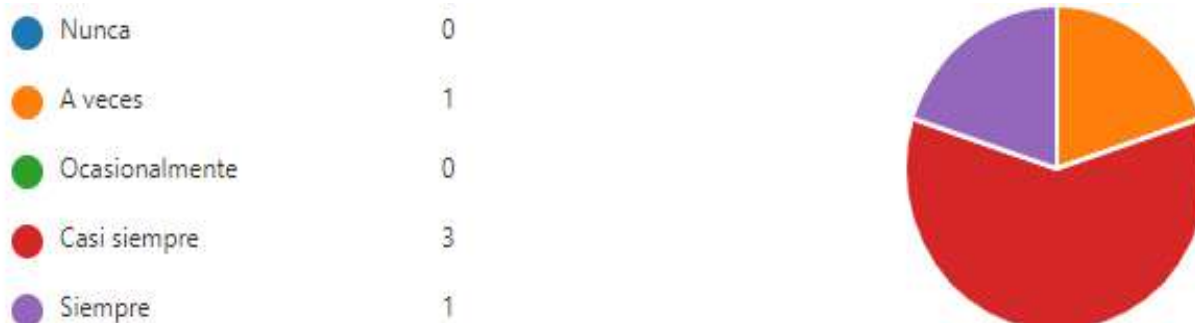 Nunca 0
A veces 1
Ocasionalmente 0
Casi siempre 3
Siempre 1